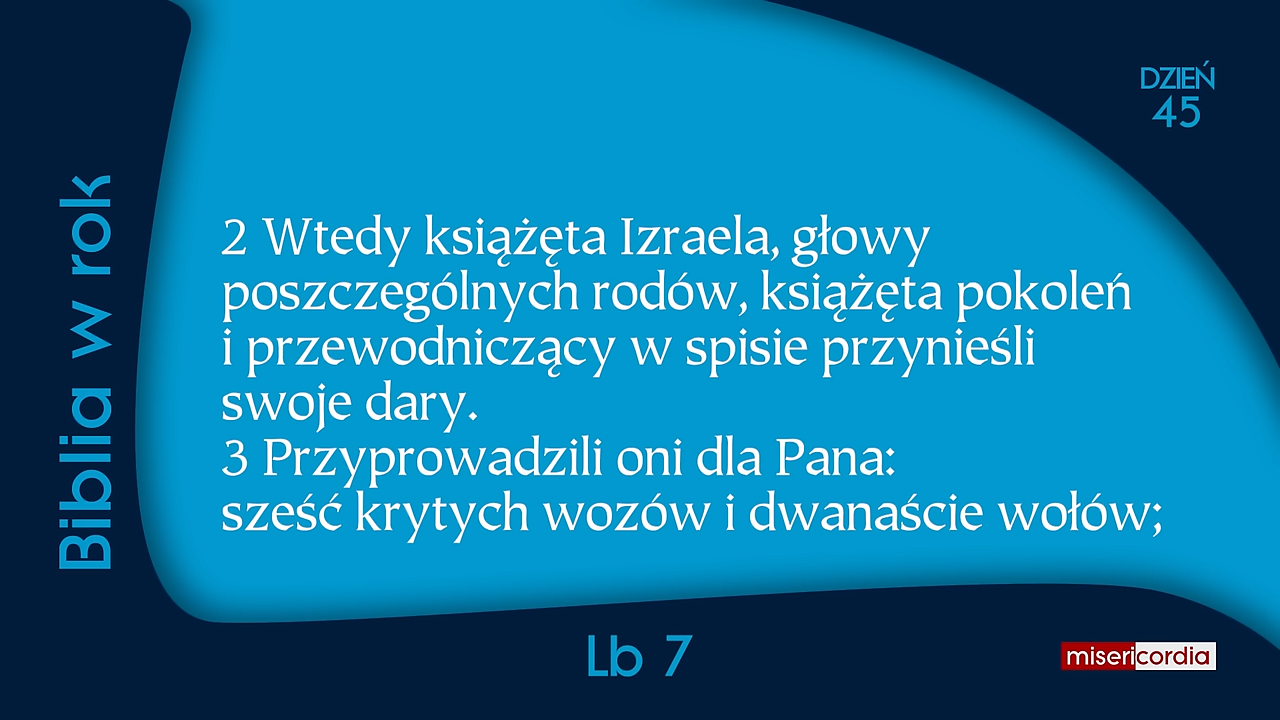 DZIEŃ
45
Biblia w rok
2 Wtedy książęta Izraela, głowy
poszczególnych rodów, książęta pokoleń
i przewodniczący w spisie przynieśli
swoje dary.
3 Przyprowadzili oni dla Pana:
sześć krytych wozów i dwanaście wołów;
Lb 7
misericordia